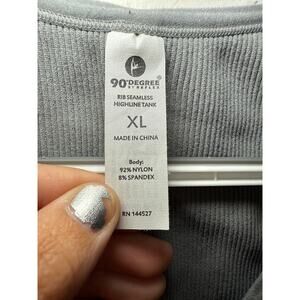 90°DEGREE®
BY REFLEX
RIB SEAMLESS
HIGHLINE TANK
XL
MADE IN CHINA
Body:
92% NYLON
8% SPANDEX
RN 144527